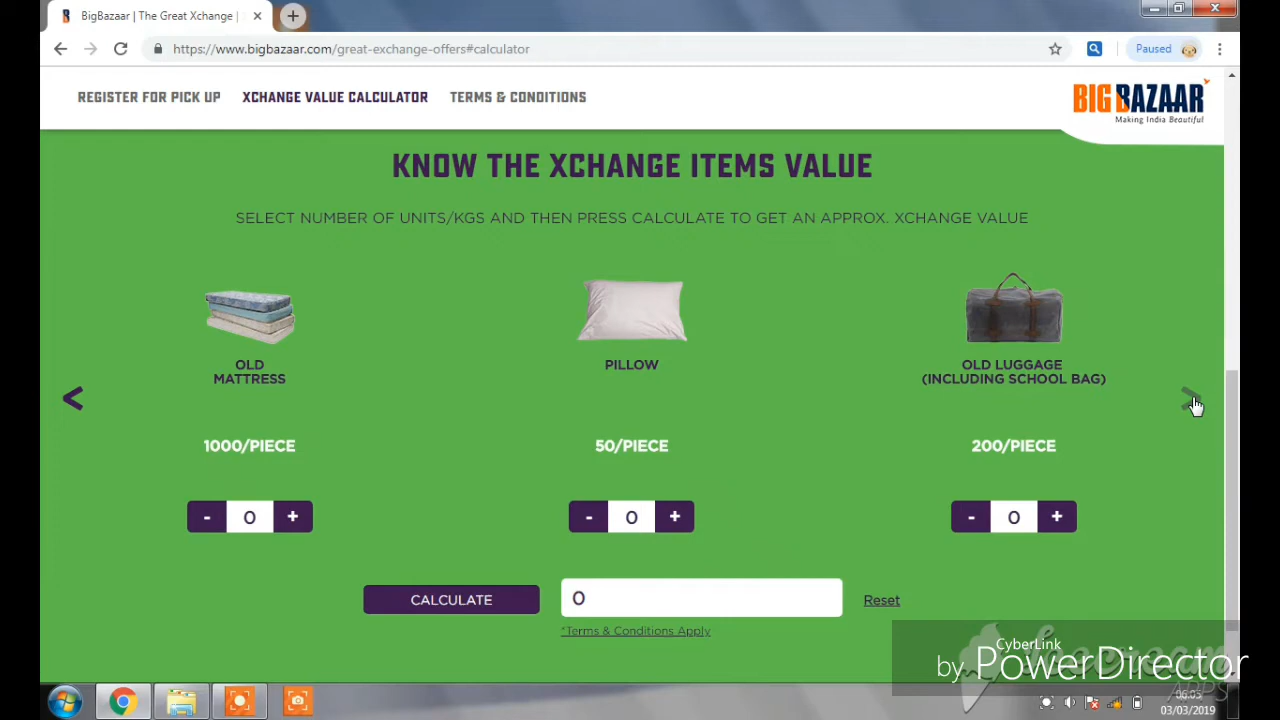 BigBazaar | The Great Xchange |
https://www.bigbazaar.com/great-exchange-offers#calculator
Paused
REGISTER FOR PICK UP
XCHANGE VALUE CALCULATOR
TERMS & CONDITIONS
BIG BAZAAR
Making India Beautiful
KNOW THE XCHANGE ITEMS VALUE
SELECT NUMBER OF UNITS/KGS AND THEN PRESS CALCULATE TO GET AN APPROX. XCHANGE VALUE
OLD
MATTRESS
1000/PIECE
- 0 +
PILLOW
50/PIECE
- 0 +
OLD LUGGAGE
(INCLUDING SCHOOL BAG)
200/PIECE
- 0 +
< >
CALCULATE
0
Reset
*Terms & Conditions Apply
CyberLink
by PowerDirector
APPS
06:05
03/03/2019